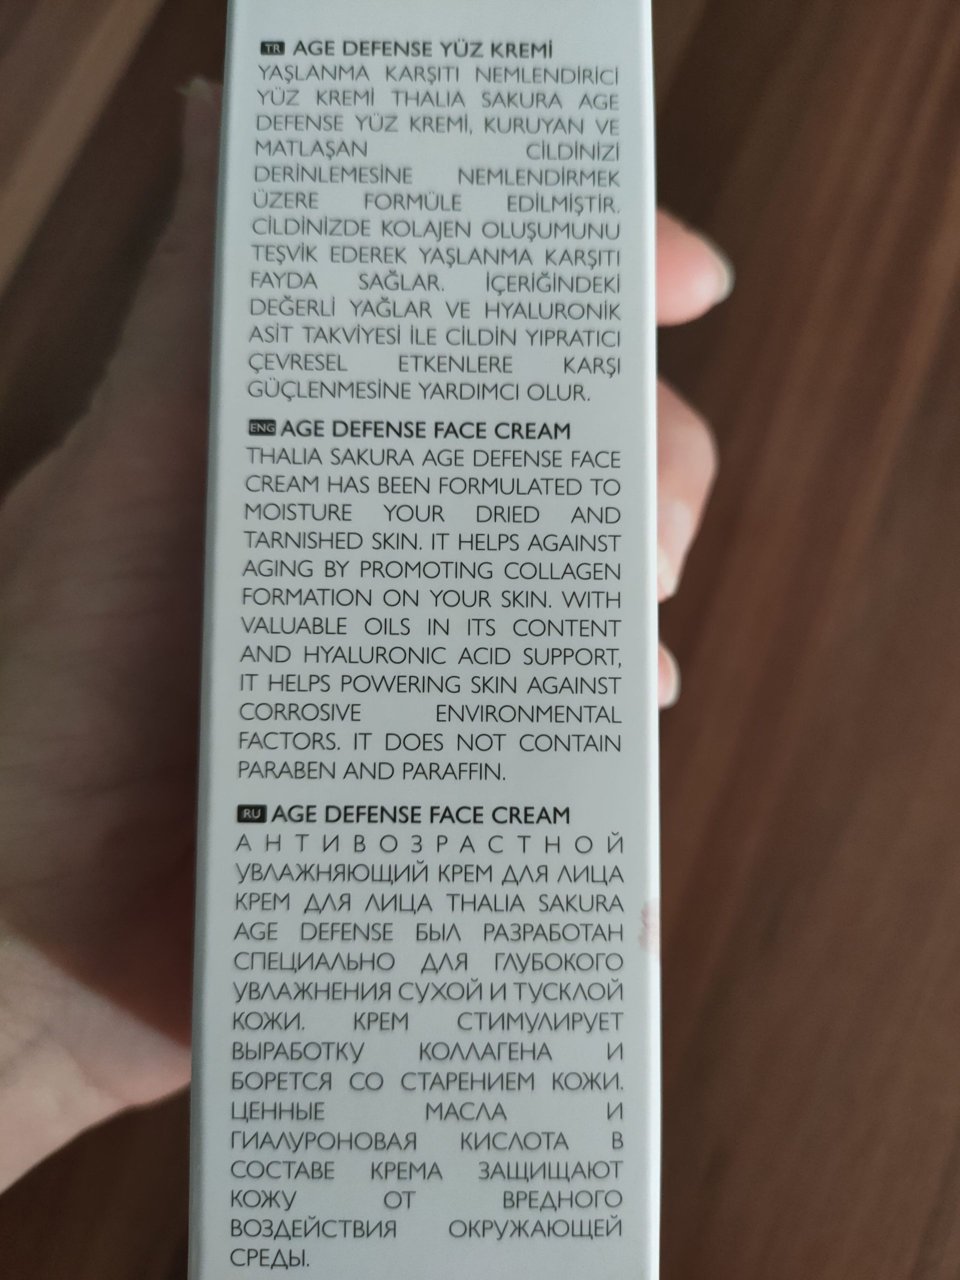 TR AGE DEFENSE YÜZ KREMİ
YAŞLANMA KARŞITI NEMLENDİRİCİ
YÜZ KREMİ THALIA SAKURA AGE
DEFENSE YÜZ KREMİ, KURUYAN VE
MATLAŞAN CİLDİNİZİ
DERİNLEMESİNE NEMLENDİRMEK
ÜZERE FORMÜLE EDİLMİŞTİR.
CİLDİNİZDE KOLAJEN OLUŞUMUNU
TEŞVİK EDEREK YAŞLANMA KARŞITI
FAYDA SAĞLAR. İÇERİĞİNDEKİ
DEĞERLİ YAĞLAR VE HYALURONİK
ASİT TAKVİYESİ İLE CİLDİN YIPRATICI
ÇEVRESEL ETKENLERE KARŞI
GÜÇLENMESİNE YARDIMCI OLUR.
ENG AGE DEFENSE FACE CREAM
THALIA SAKURA AGE DEFENSE FACE
CREAM HAS BEEN FORMULATED TO
MOISTURE YOUR DRIED AND
TARNISHED SKIN. IT HELPS AGAINST
AGING BY PROMOTING COLLAGEN
FORMATION ON YOUR SKIN. WITH
VALUABLE OILS IN ITS CONTENT
AND HYALURONIC ACID SUPPORT,
IT HELPS POWERING SKIN AGAINST
CORROSIVE ENVIRONMENTAL
FACTORS. IT DOES NOT CONTAIN
PARABEN AND PARAFFIN.
RU AGE DEFENSE FACE CREAM
АНТИВОЗРАСТНОЙ
УВЛАЖНЯЮЩИЙ КРЕМ ДЛЯ ЛИЦА
КРЕМ ДЛЯ ЛИЦА THALIA SAKURA
AGE DEFENSE БЫЛ РАЗРАБОТАН
СПЕЦИАЛЬНО ДЛЯ ГЛУБОКОГО
УВЛАЖНЕНИЯ СУХОЙ И ТУСКЛОЙ
КОЖИ. КРЕМ СТИМУЛИРУЕТ
ВЫРАБОТКУ КОЛЛАГЕНА И
БОРЕТСЯ СО СТАРЕНИЕМ КОЖИ.
ЦЕННЫЕ МАСЛА И
ГИАЛУРОНОВАЯ КИСЛОТА В
СОСТАВЕ КРЕМА ЗАЩИЩАЮТ
КОЖУ ОТ ВРЕДНОГО
ВОЗДЕЙСТВИЯ ОКРУЖАЮЩЕЙ
СРЕДЫ.